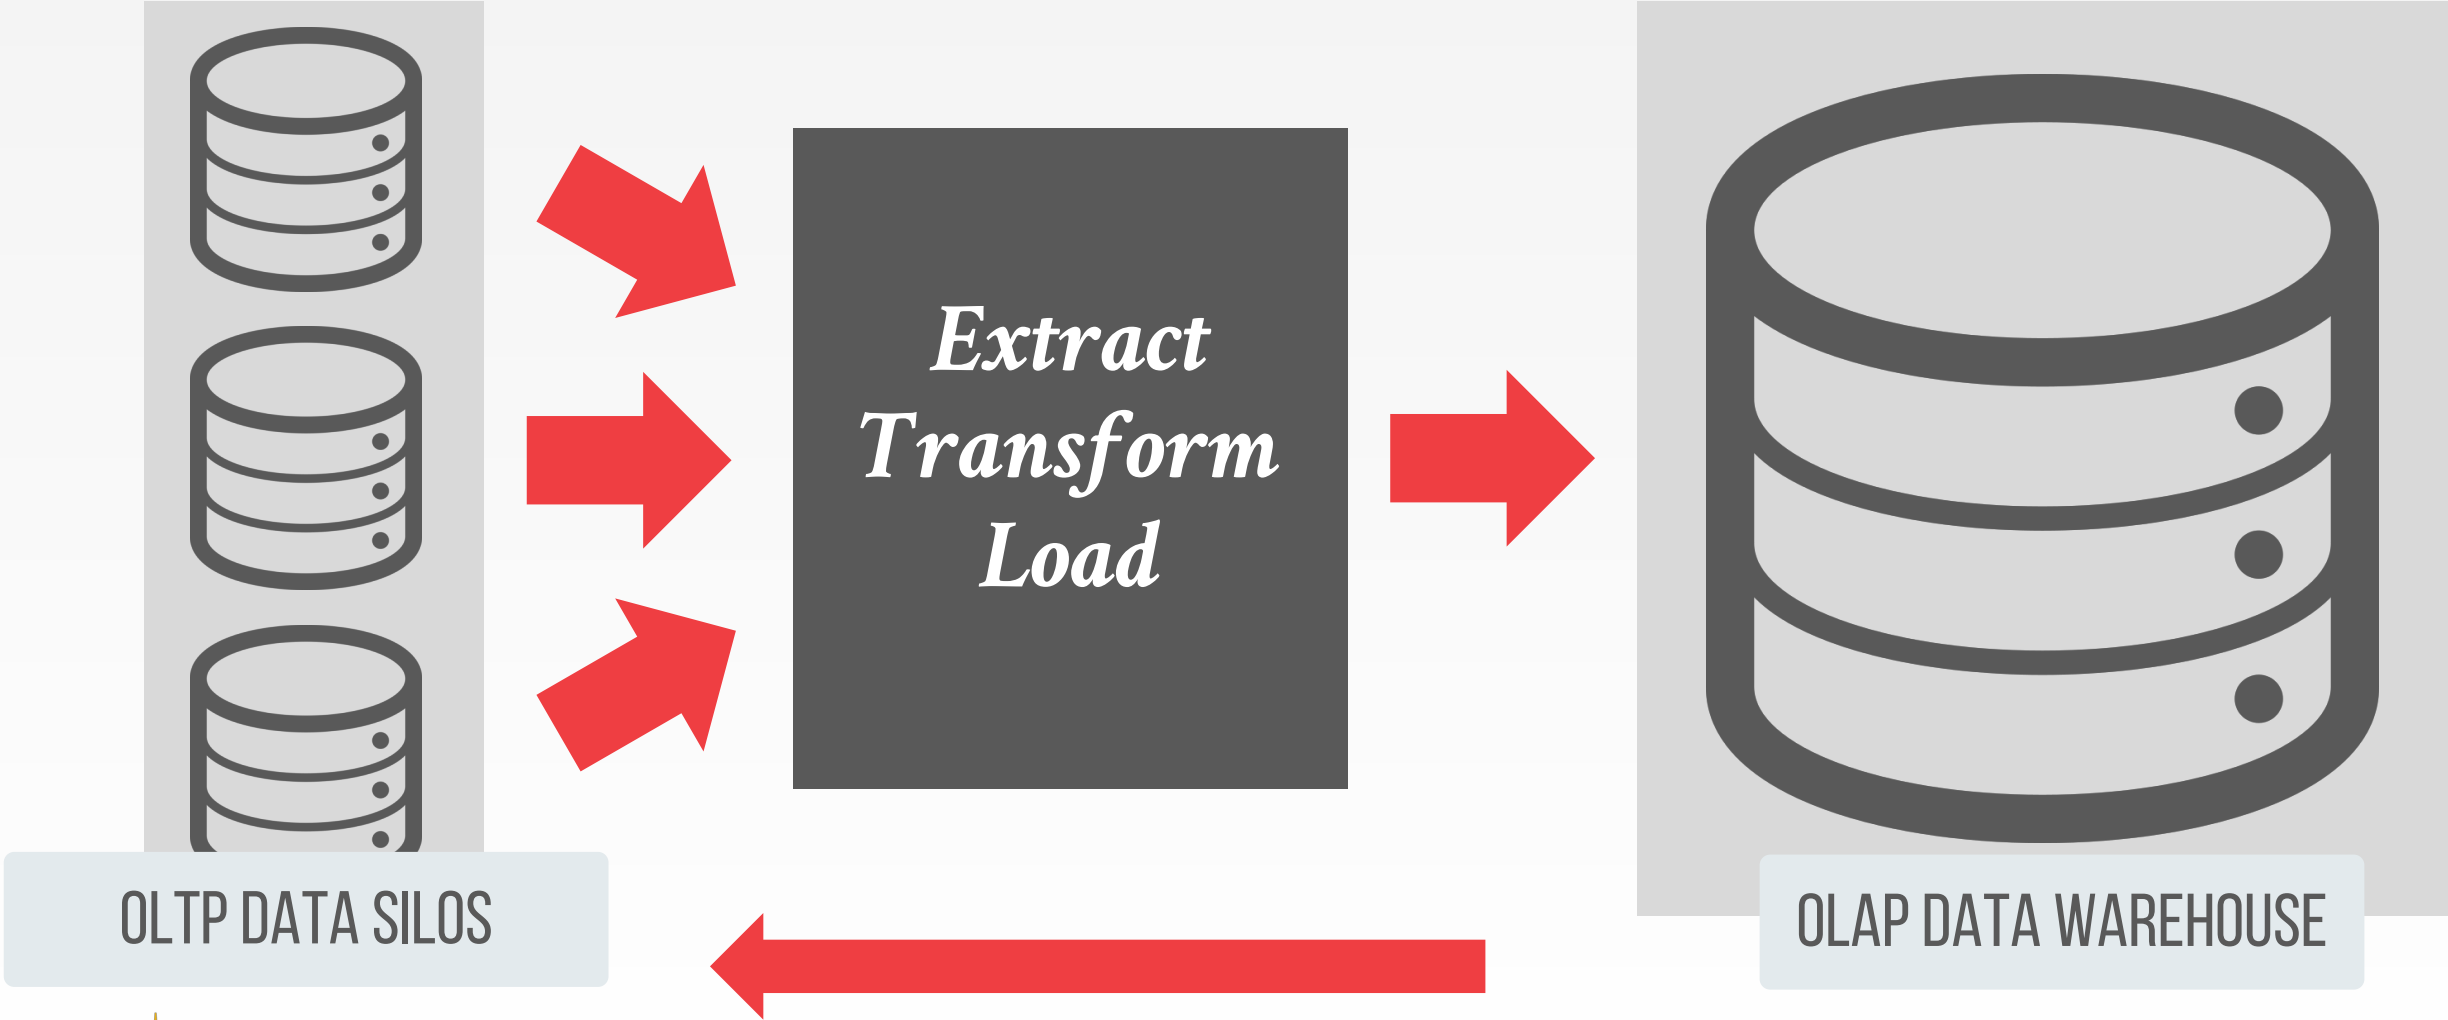 Extract
Transform
Load
OLTP DATA SILOS
OLAP DATA WAREHOUSE